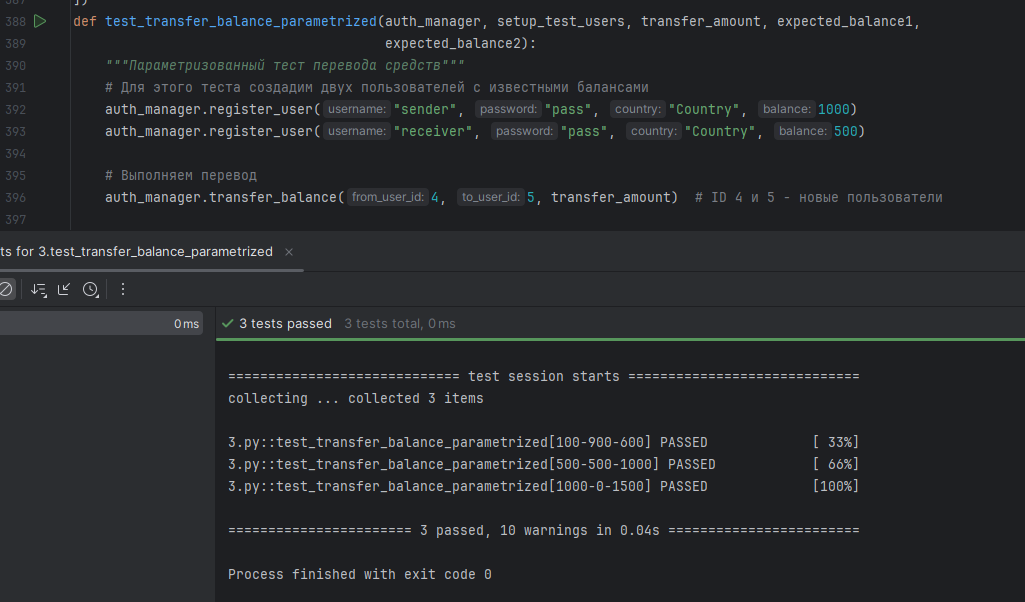 388 def test_transfer_balance_parametrized(auth_manager, setup_test_users, transfer_amount, expected_balance1,
389 expected_balance2):
390 """Параметризованный тест перевода средств"""
391 # Для этого теста создадим двух пользователей с известными балансами
392 auth_manager.register_user( username: "sender", password: "pass", country: "Country", balance: 1000)
393 auth_manager.register_user( username: "receiver", password: "pass", country: "Country", balance: 500)
394
395 # Выполняем перевод
396 auth_manager.transfer_balance( from_user_id: 4, to_user_id: 5, transfer_amount) # ID 4 и 5 - новые пользователи
397
ts for 3.test_transfer_balance_parametrized
0 ms
3 tests passed 3 tests total, 0 ms
============================= test session starts =============================
collecting ... collected 3 items
3.py::test_transfer_balance_parametrized[100-900-600] PASSED [ 33%]
3.py::test_transfer_balance_parametrized[500-500-1000] PASSED [ 66%]
3.py::test_transfer_balance_parametrized[1000-0-1500] PASSED [100%]
======================= 3 passed, 10 warnings in 0.04s ========================
Process finished with exit code 0